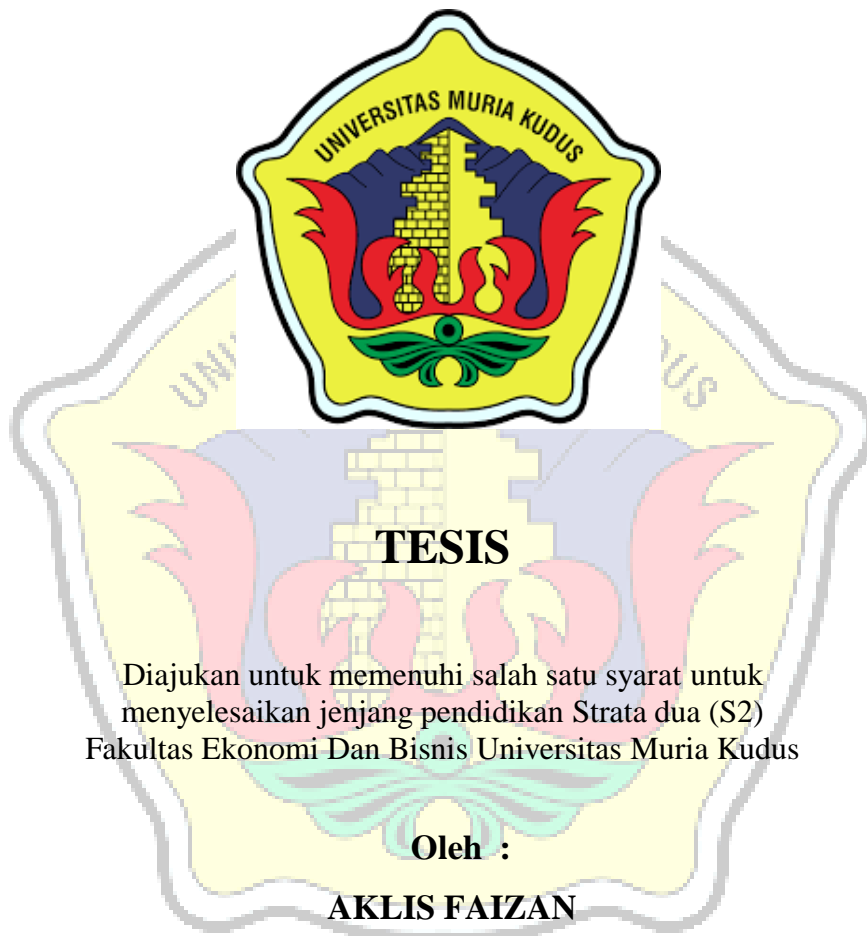 UNIVERSITAS MURIA KUDUS
TESIS
Diajukan untuk memenuhi salah satu syarat untuk
menyelesaikan jenjang pendidikan Strata dua (S2)
Fakultas Ekonomi Dan Bisnis Universitas Muria Kudus
Oleh :
AKLIS FAIZAN